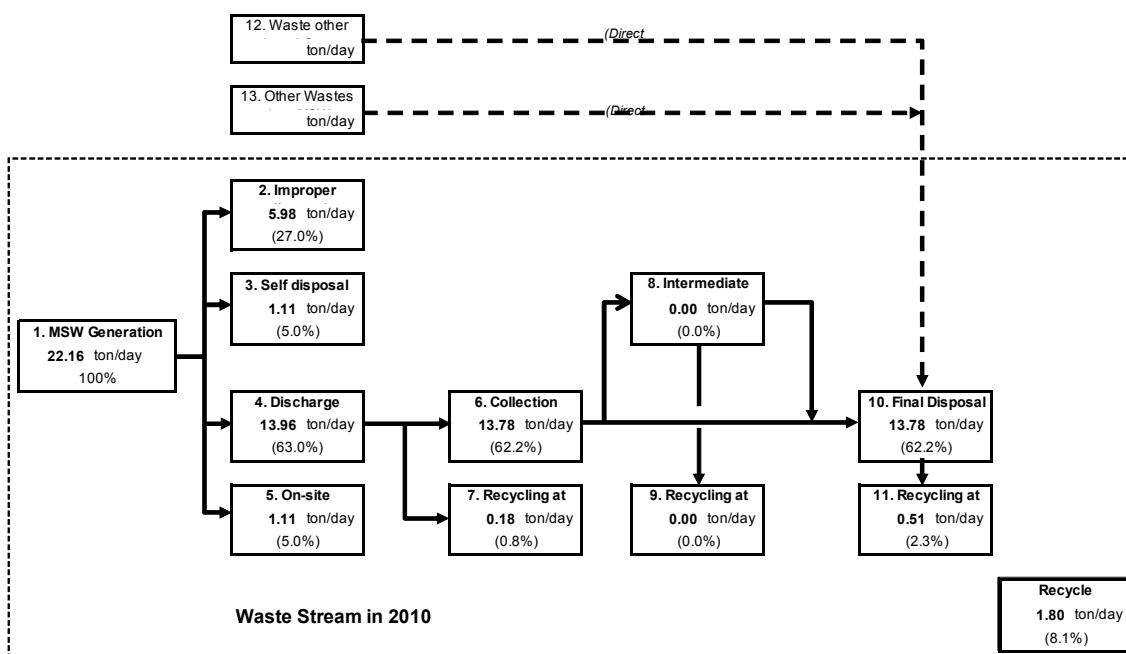 12. Waste other
ton/day
(Direct
13. Other Wastes
ton/day
(Direct
2. Improper
5.98 ton/day
(27.0%)
3. Self disposal
1.11 ton/day
(5.0%)
8. Intermediate
0.00 ton/day
(0.0%)
1. MSW Generation
22.16 ton/day
100%
4. Discharge
13.96 ton/day
(63.0%)
6. Collection
13.78 ton/day
(62.2%)
10. Final Disposal
13.78 ton/day
(62.2%)
5. On-site
1.11 ton/day
(5.0%)
7. Recycling at
0.18 ton/day
(0.8%)
9. Recycling at
0.00 ton/day
(0.0%)
11. Recycling at
0.51 ton/day
(2.3%)
Waste Stream in 2010
Recycle
1.80 ton/day
(8.1%)